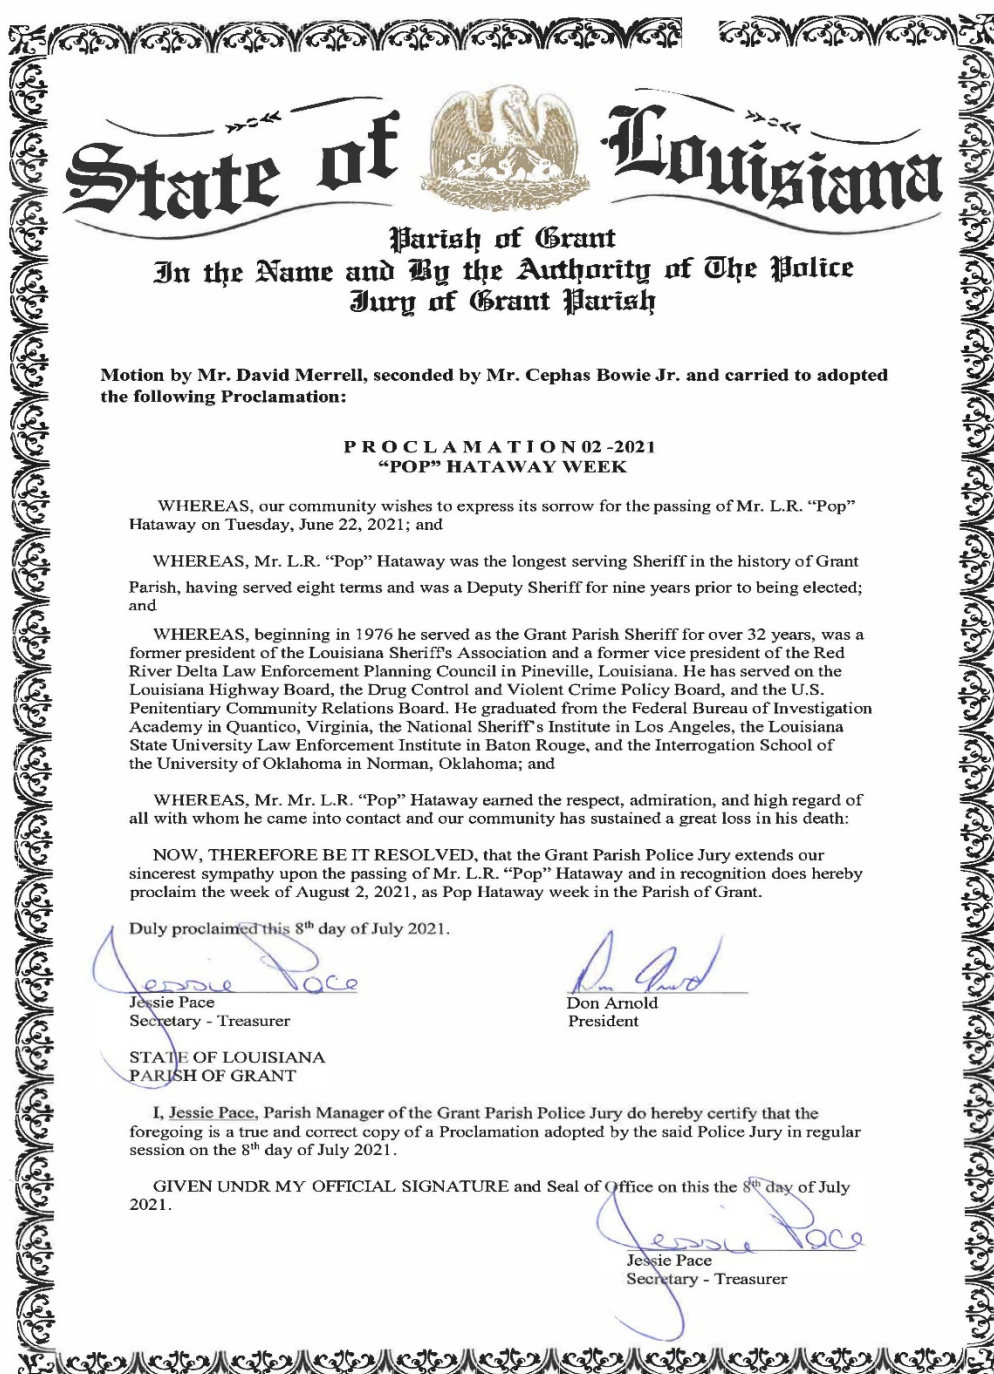 State of Louisiana
Parish of Grant
In the Name and By the Authority of The Police
Jury of Grant Parish
Motion by Mr. David Merrell, seconded by Mr. Cephas Bowie Jr. and carried to adopted
the following Proclamation:
P R O C L A M A T I O N 02 -2021
“POP” HATAWAY WEEK
WHEREAS, our community wishes to express its sorrow for the passing of Mr. L.R. “Pop”
Hataway on Tuesday, June 22, 2021; and
WHEREAS, Mr. L.R. “Pop” Hataway was the longest serving Sheriff in the history of Grant
Parish, having served eight terms and was a Deputy Sheriff for nine years prior to being elected;
and
WHEREAS, beginning in 1976 he served as the Grant Parish Sheriff for over 32 years, was a
former president of the Louisiana Sheriff's Association and a former vice president of the Red
River Delta Law Enforcement Planning Council in Pineville, Louisiana. He has served on the
Louisiana Highway Board, the Drug Control and Violent Crime Policy Board, and the U.S.
Penitentiary Community Relations Board. He graduated from the Federal Bureau of Investigation
Academy in Quantico, Virginia, the National Sheriff's Institute in Los Angeles, the Louisiana
State University Law Enforcement Institute in Baton Rouge, and the Interrogation School of
the University of Oklahoma in Norman, Oklahoma; and
WHEREAS, Mr. Mr. L.R. “Pop” Hataway earned the respect, admiration, and high regard of
all with whom he came into contact and our community has sustained a great loss in his death:
NOW, THEREFORE BE IT RESOLVED, that the Grant Parish Police Jury extends our
sincerest sympathy upon the passing of Mr. L.R. “Pop” Hataway and in recognition does hereby
proclaim the week of August 2, 2021, as Pop Hataway week in the Parish of Grant.
Duly proclaimed this 8th day of July 2021.
Jessie Pace Don Arnold
Jessie Pace Don Arnold
Secretary - Treasurer President
STATE OF LOUISIANA
PARISH OF GRANT
I, Jessie Pace, Parish Manager of the Grant Parish Police Jury do hereby certify that the
foregoing is a true and correct copy of a Proclamation adopted by the said Police Jury in regular
session on the 8th day of July 2021.
GIVEN UNDR MY OFFICIAL SIGNATURE and Seal of Office on this the 8th day of July
2021.
Jessie Pace
Jessie Pace
Secretary - Treasurer